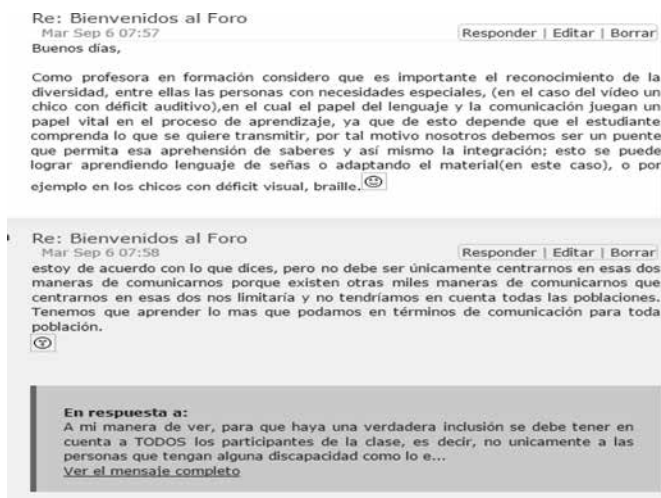 Re: Bienvenidos al Foro
Mar Sep 6 07:57
Responder | Editar | Borrar
Buenos días,
Como profesora en formación considero que es importante el reconocimiento de la
diversidad, entre ellas las personas con necesidades especiales, (en el caso del vídeo un
chico con déficit auditivo),en el cual el papel del lenguaje y la comunicación juegan un
papel vital en el proceso de aprendizaje, ya que de esto depende que el estudiante
comprenda lo que se quiere transmitir, por tal motivo nosotros debemos ser un puente
que permita esa aprehensión de saberes y así mismo la integración; esto se puede
lograr aprendiendo lenguaje de señas o adaptando el material(en este caso), o por
ejemplo en los chicos con déficit visual, braille.
Re: Bienvenidos al Foro
Mar Sep 6 07:58
Responder | Editar | Borrar
estoy de acuerdo con lo que dices, pero no debe ser únicamente centrarnos en esas dos
maneras de comunicarnos porque existen otras miles maneras de comunicarnos que
centrarnos en esas dos nos limitaría y no tendríamos en cuenta todas las poblaciones.
Tenemos que aprender lo mas que podamos en términos de comunicación para toda
población.
En respuesta a:
A mi manera de ver, para que haya una verdadera inclusión se debe tener en
cuenta a TODOS los participantes de la clase, es decir, no unicamente a las
personas que tengan alguna discapacidad como lo e...
Ver el mensaje completo